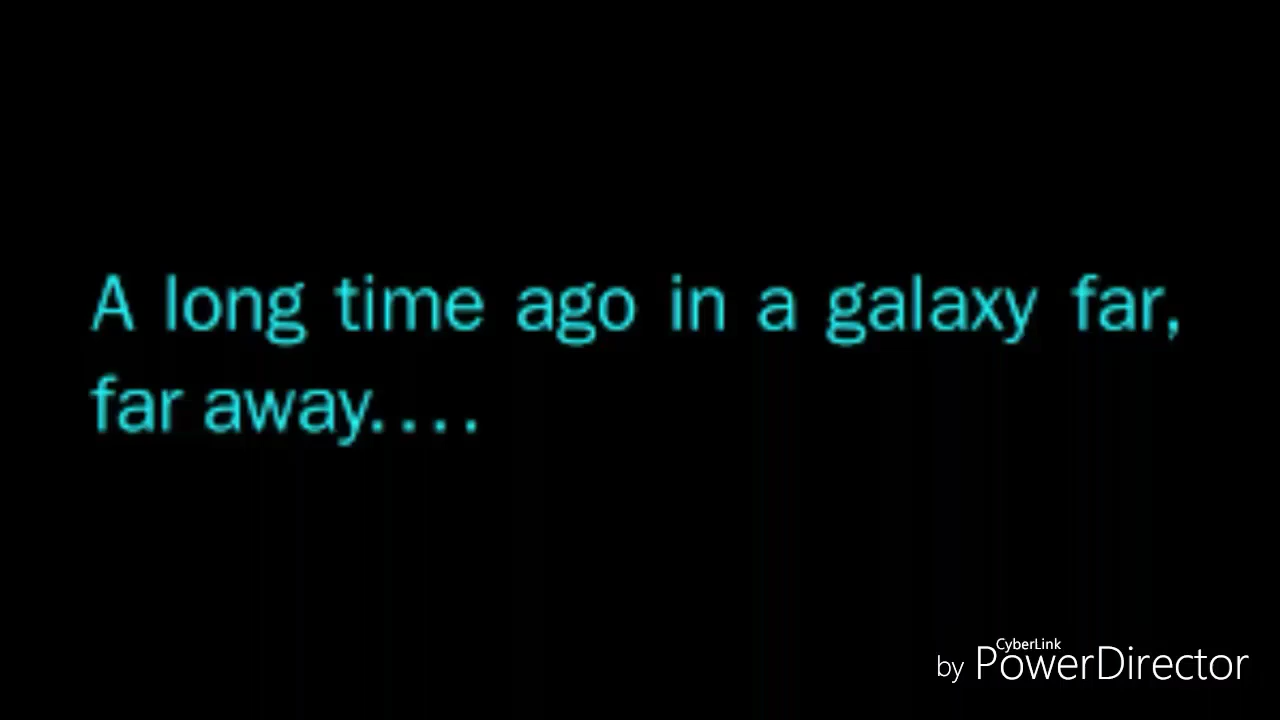 A long time ago in a galaxy far,
far away....
by CyberLink PowerDirector